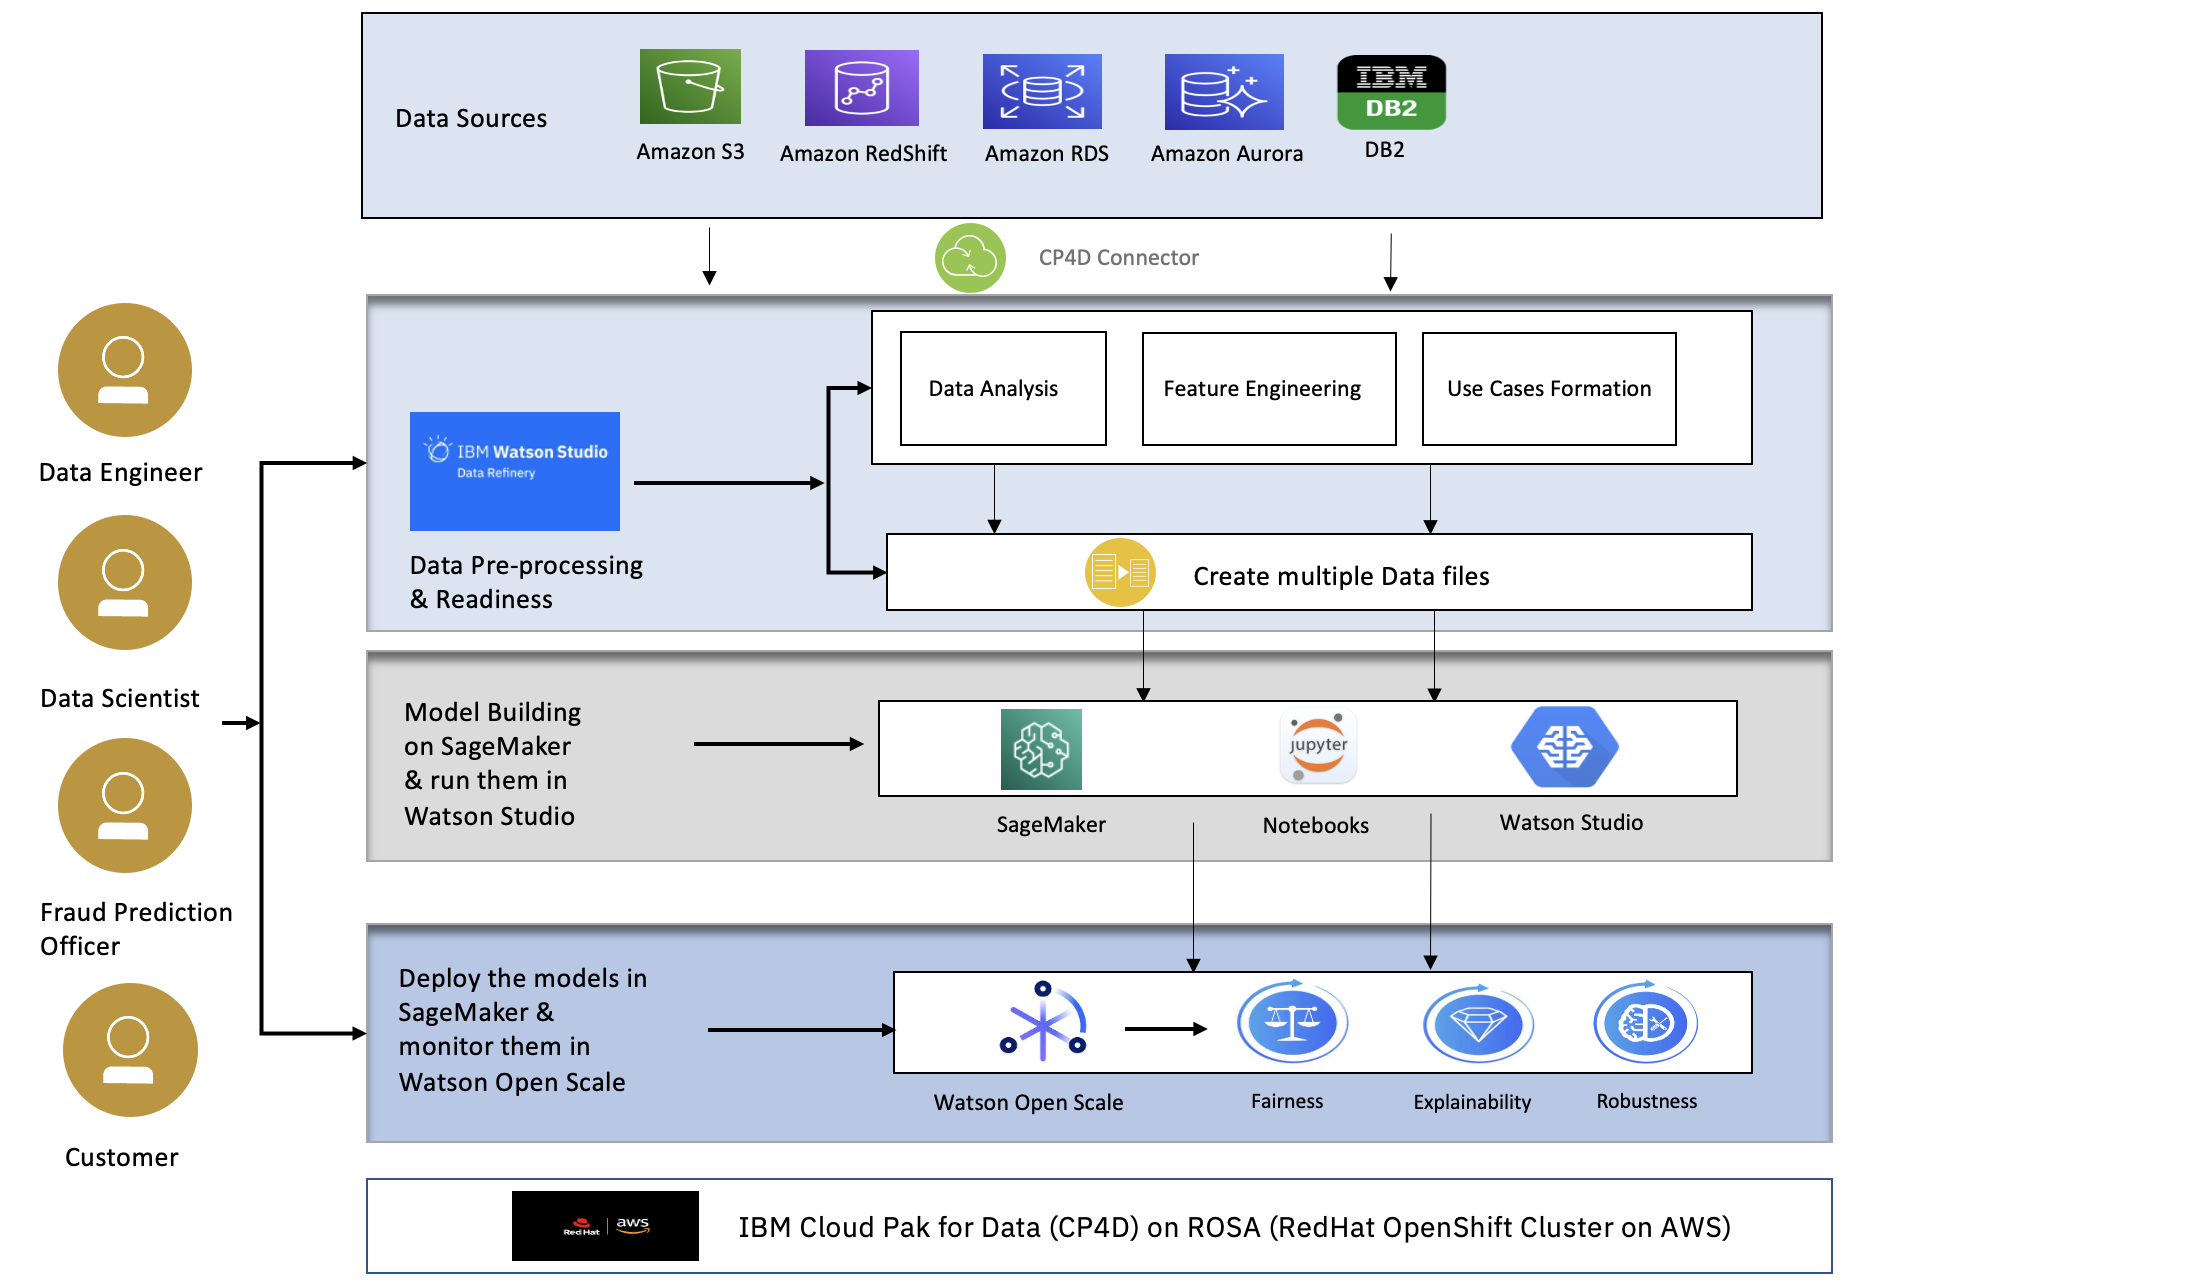 Data Sources
Amazon S3
Amazon RedShift
Amazon RDS
Amazon Aurora
IBM
DB2
DB2
CP4D Connector
Data Engineer
Data Scientist
Fraud Prediction
Officer
Customer
IBM Watson Studio
Data Refinery
Data Pre-processing
& Readiness
Data Analysis
Feature Engineering
Use Cases Formation
Create multiple Data files
Model Building
on SageMaker
& run them in
Watson Studio
jupyter
SageMaker
Notebooks
Watson Studio
Deploy the models in
SageMaker &
monitor them in
Watson Open Scale
Watson Open Scale
Fairness
Explainability
Robustness
Red Hat
aws
IBM Cloud Pak for Data (CP4D) on ROSA (RedHat OpenShift Cluster on AWS)